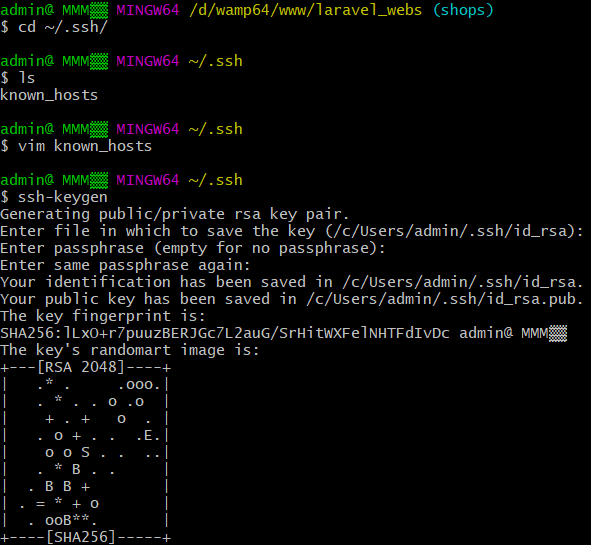 admin@ MMM▒▒ MINGW64 /d/wamp64/www/laravel_webs (shops)
$ cd ~/.ssh/

admin@ MMM▒▒ MINGW64 ~/.ssh
$ ls
known_hosts

admin@ MMM▒▒ MINGW64 ~/.ssh
$ vim known_hosts

admin@ MMM▒▒ MINGW64 ~/.ssh
$ ssh-keygen
Generating public/private rsa key pair.
Enter file in which to save the key (/c/Users/admin/.ssh/id_rsa):
Enter passphrase (empty for no passphrase):
Enter same passphrase again:
Your identification has been saved in /c/Users/admin/.ssh/id_rsa.
Your public key has been saved in /c/Users/admin/.ssh/id_rsa.pub.
The key fingerprint is:
SHA256:lLxO+r7puuzBERJGc7L2auG/SrHitWXFelNHTFdIvDc admin@ MMM▒▒
The key's randomart image is:
+---[RSA 2048]----+
|   .* .     .ooo.|
|   . * . . o .o  |
|    + . +   o  . |
|   . o + . .  .E.|
|    o o S . .  ..|
|   . * B . .     |
|  . B B +        |
| . = * + o       |
|  . ooB**.       |
+----[SHA256]-----+